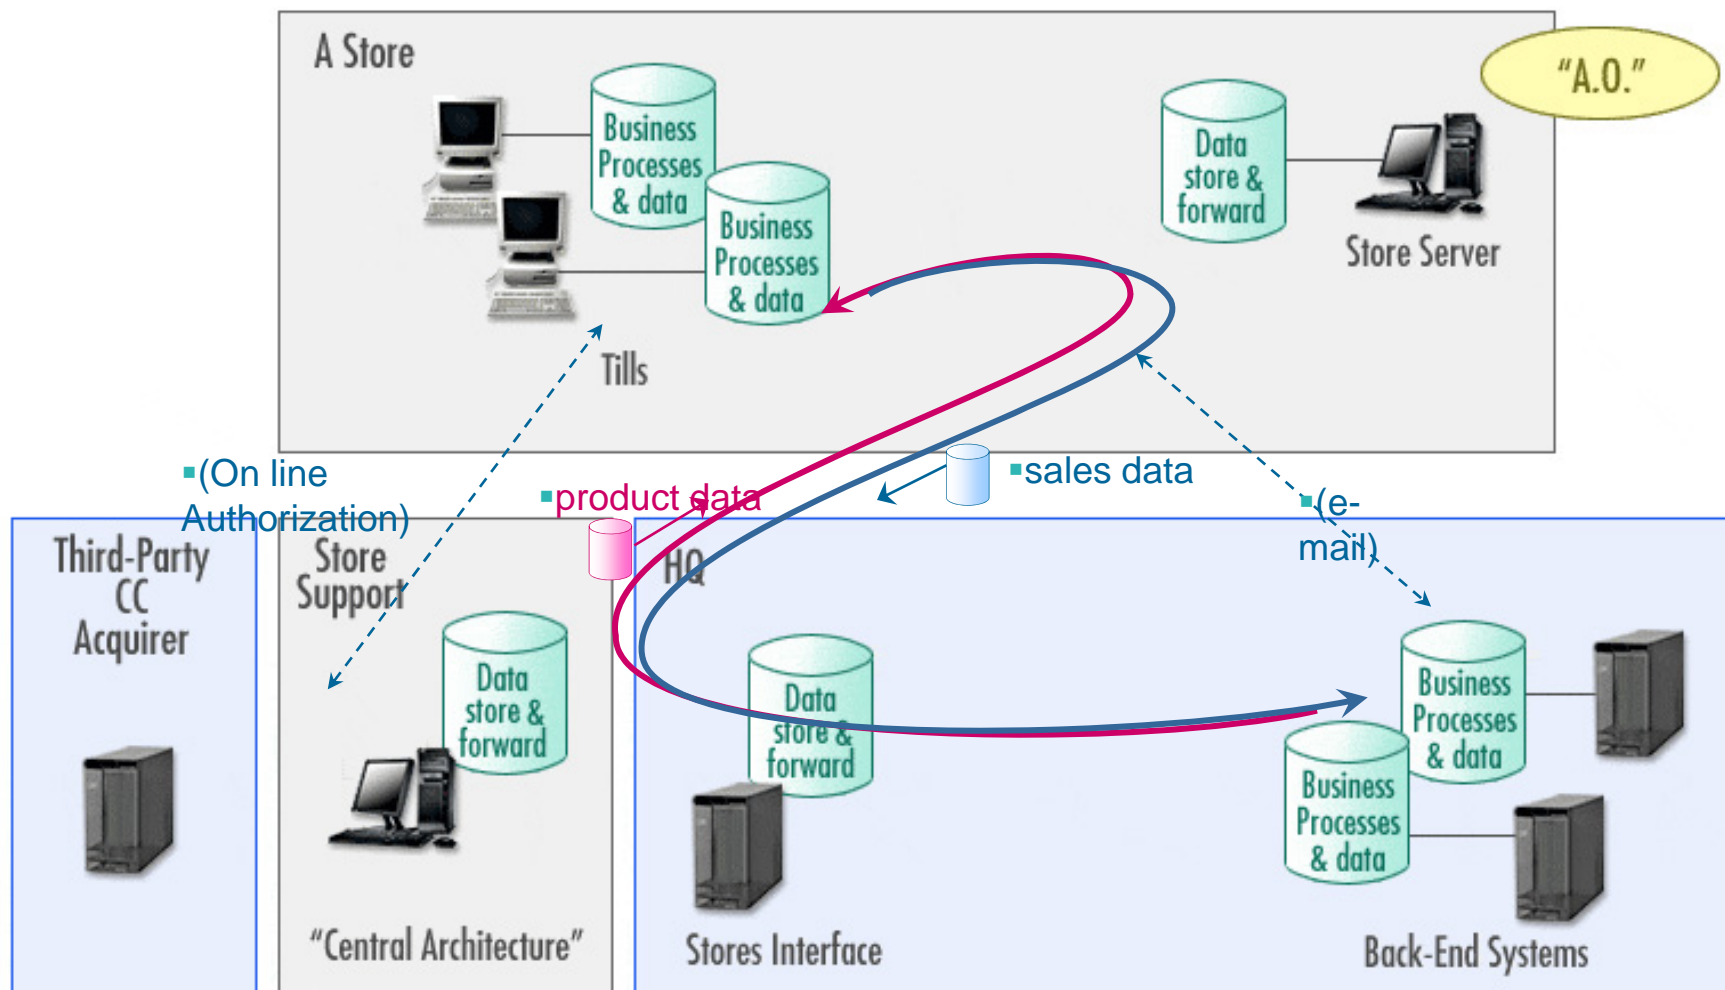 A Store
"A.O."
Business
Processes
& data
Business
Processes
& data
Data
store &
forward
Store Server
Tills
▪(On line
Authorization)
▪product data
▪sales data
▪(e-
mail)
Third-Party
CC
Acquirer
Store
Support
Data
store &
forward
"Central Architecture"
HQ
Data
store &
forward
Stores Interface
Business
Processes
& data
Business
Processes
& data
Back-End Systems